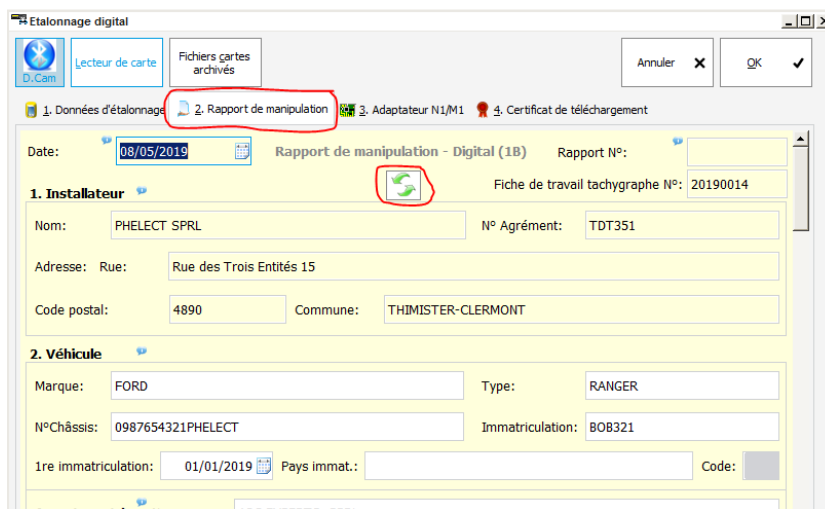 Etalonnage digital
D.Cam
Lecteur de carte
Fichiers cartes
archivés
Annuler
OK
1. Données d'étalonnage 2. Rapport de manipulation 3. Adaptateur N1/M1 4. Certificat de téléchargement
Date: 08/05/2019 Rapport de manipulation - Digital (1B) Rapport Nº:
Fiche de travail tachygraphe Nº: 20190014
1. Installateur
Nom: PHELECT SPRL Nº Agrément: TDT351
Adresse: Rue: Rue des Trois Entités 15
Code postal: 4890 Commune: THIMISTER-CLERMONT
2. Véhicule
Marque: FORD Type: RANGER
NºChâssis: 0987654321PHELECT Immatriculation: BOB321
1re immatriculation: 01/01/2019 Pays immat.: Code: